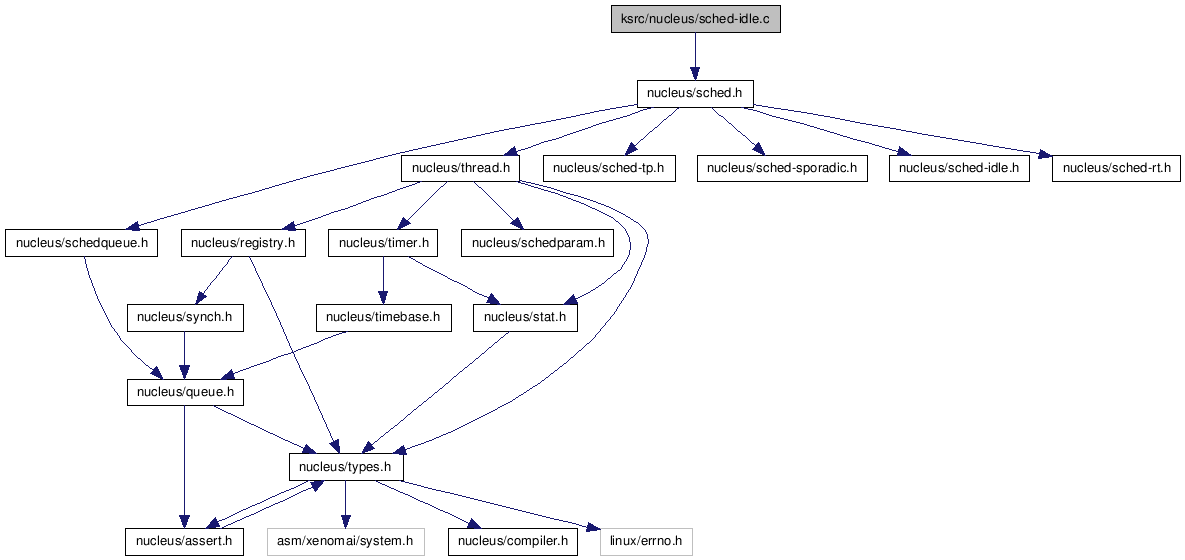 ksrc/nucleus/sched-idle.c
nucleus/sched.h
nucleus/thread.h
nucleus/sched-tp.h
nucleus/sched-sporadic.h
nucleus/sched-idle.h
nucleus/sched-rt.h
nucleus/schedqueue.h
nucleus/registry.h
nucleus/timer.h
nucleus/schedparam.h
nucleus/synch.h
nucleus/timebase.h
nucleus/stat.h
nucleus/queue.h
nucleus/types.h
nucleus/assert.h
asm/xenomai/system.h
nucleus/compiler.h
linux/errno.h